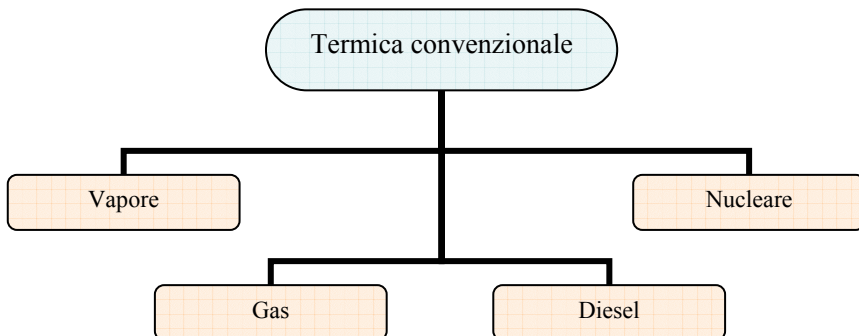 Termica convenzionale
Vapore
Nucleare
Gas
Diesel